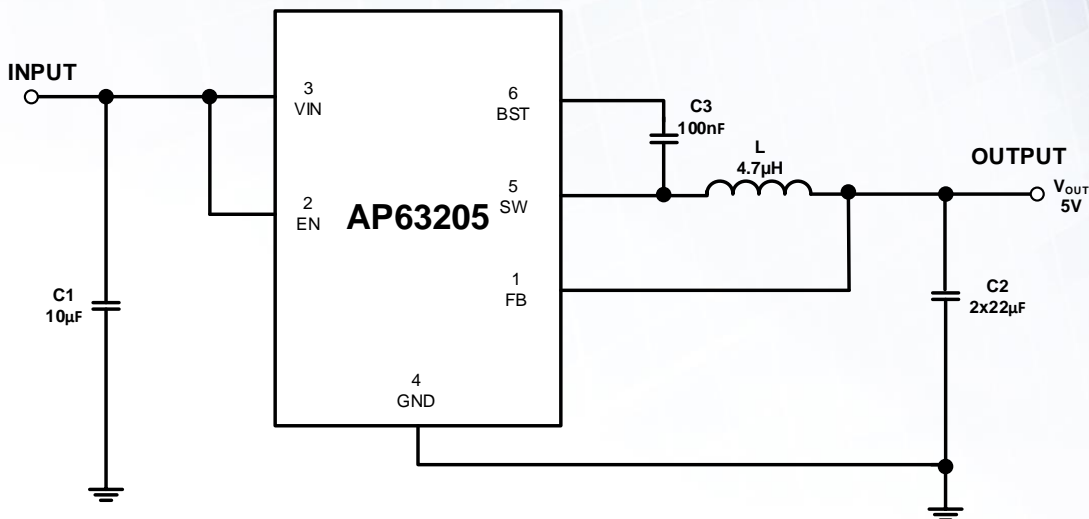 INPUT
3
VIN
2
EN
AP63205
6
BST
5
SW
1
FB
4
GND
C1
10µF
C3
100nF
L
4.7µH
OUTPUT
VOUT
5V
C2
2x22µF